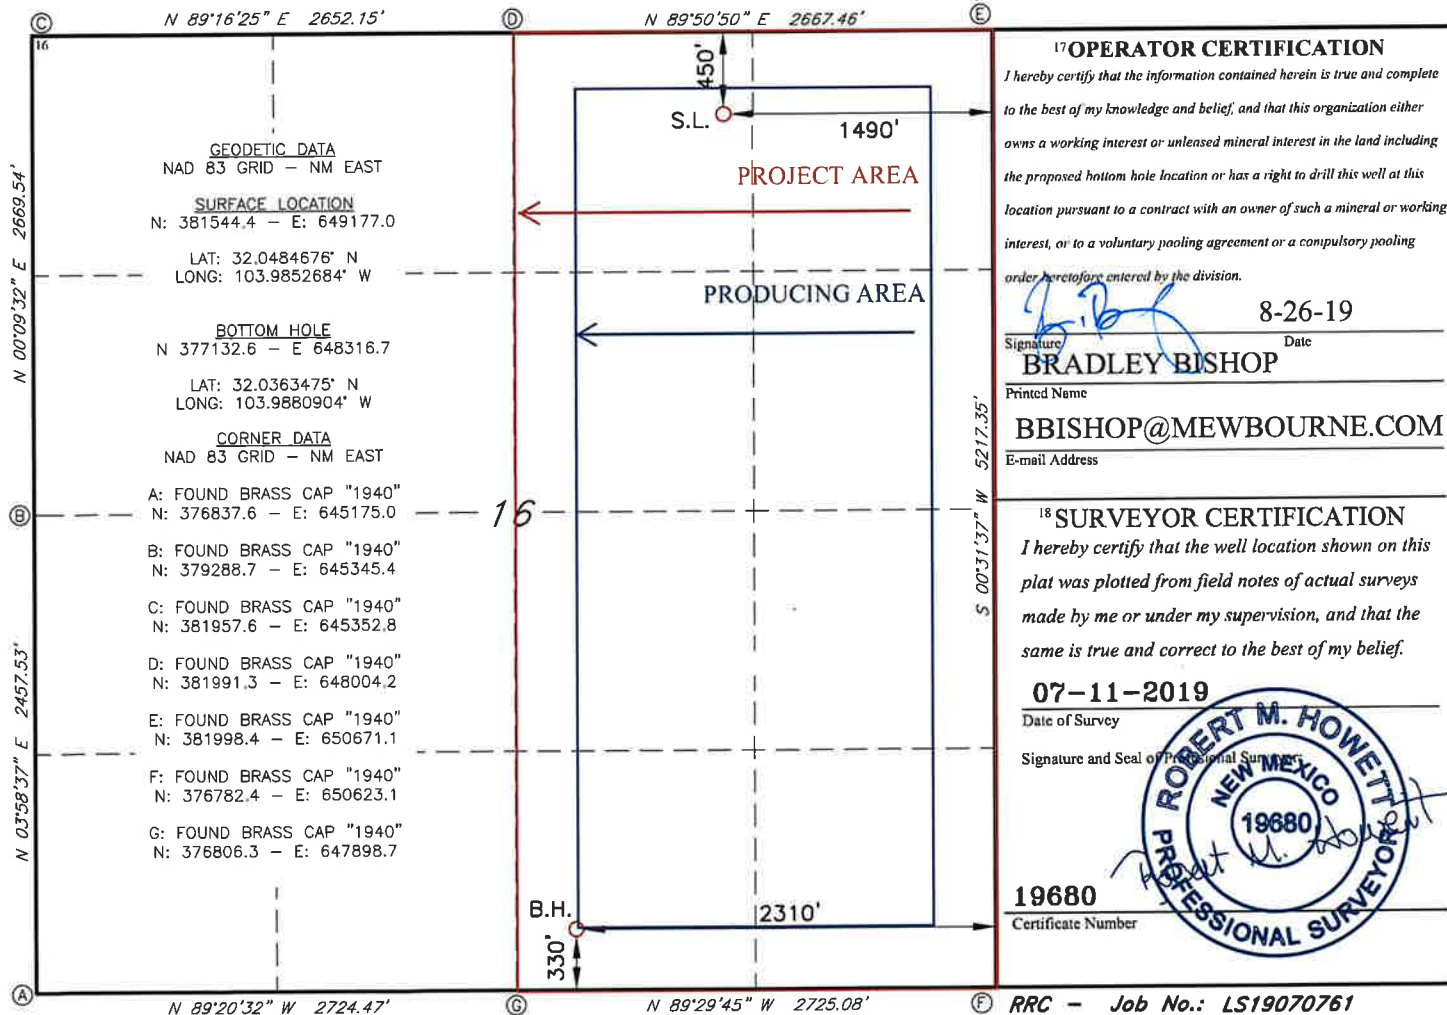 C
N 89°16'25" E 2652.15'
D
N 89°50'50" E 2667.46'
E
16
450'
S.L.
1490'
PROJECT AREA
PRODUCING AREA
GEODETIC DATA
NAD 83 GRID - NM EAST
SURFACE LOCATION
N: 381544.4 - E: 649177.0
LAT: 32.0484676° N
LONG: 103.9852684° W
BOTTOM HOLE
N 377132.6 - E 648316.7
LAT: 32.0363475° N
LONG: 103.9880904° W
CORNER DATA
NAD 83 GRID - NM EAST
A: FOUND BRASS CAP "1940"
N: 376837.6 - E: 645175.0
B: FOUND BRASS CAP "1940"
N: 379288.7 - E: 645345.4
C: FOUND BRASS CAP "1940"
N: 381957.6 - E: 645352.8
D: FOUND BRASS CAP "1940"
N: 381991.3 - E: 648004.2
E: FOUND BRASS CAP "1940"
N: 381998.4 - E: 650671.1
F: FOUND BRASS CAP "1940"
N: 376782.4 - E: 650623.1
G: FOUND BRASS CAP "1940"
N: 376806.3 - E: 647898.7
N 00°09'32" E 2669.54'
B
N 03°58'37" E 2457.53'
16
S 00°31'37" W 5217.35'
B.H.
2310'
330'
A
N 89°20'32" W 2724.47'
G
N 89°29'45" W 2725.08'
F
17 OPERATOR CERTIFICATION
I hereby certify that the information contained herein is true and complete
to the best of my knowledge and belief, and that this organization either
owns a working interest or unleased mineral interest in the land including
the proposed bottom hole location or has a right to drill this well at this
location pursuant to a contract with an owner of such a mineral or working
interest, or to a voluntary pooling agreement or a compulsory pooling
order heretofore entered by the division.
8-26-19
Signature Date
BRADLEY BISHOP
Printed Name
BBISHOP@MEWBOURNE.COM
E-mail Address
18 SURVEYOR CERTIFICATION
I hereby certify that the well location shown on this
plat was plotted from field notes of actual surveys
made by me or under my supervision, and that the
same is true and correct to the best of my belief.
07-11-2019
Date of Survey
Signature and Seal of Professional Surveyor:
ROBERT M. HOWETT
NEW MEXICO
19680
PROFESSIONAL SURVEYOR
Robert M. Howett
19680
Certificate Number
RRC - Job No.: LS19070761